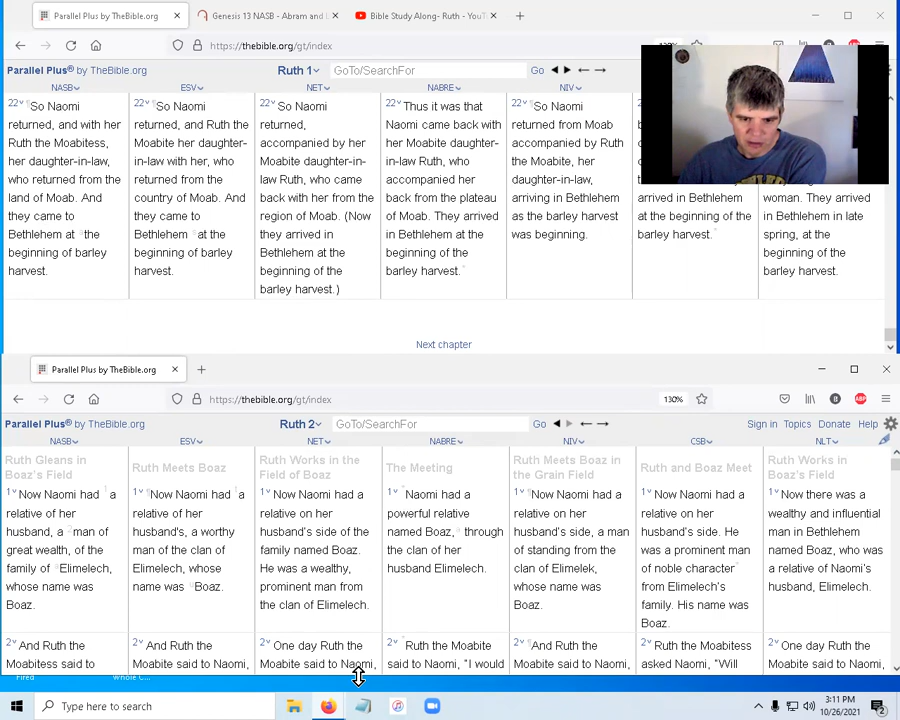 Parallel Plus by TheBible.org ×
Genesis 13 NASB - Abram and L ×
Bible Study Along- Ruth - YouT ×
https://thebible.org/gt/index
Parallel Plus® by TheBible.org
Ruth 1
GoTo/SearchFor
Go
NASB ESV NET NABRE NIV
22v So Naomi
returned, and with her
Ruth the Moabitess,
her daughter-in-law,
who returned from the
land of Moab. And
they came to
Bethlehem at the
beginning of barley
harvest.
22v So Naomi
returned, and Ruth the
Moabite her daughter-
in-law with her, who
returned from the
country of Moab. And
they came to
Bethlehem at the
beginning of barley
harvest.
22v So Naomi
returned,
accompanied by her
Moabite daughter-in-
law Ruth, who came
back with her from the
region of Moab. (Now
they arrived in
Bethlehem at the
beginning of the
barley harvest.)
22v Thus it was that
Naomi came back with
her Moabite daughter-
in-law Ruth, who
accompanied her
back from the plateau
of Moab. They arrived
in Bethlehem at the
beginning of the
barley harvest.
22v So Naomi
returned from Moab
accompanied by Ruth
the Moabite, her
daughter-in-law,
arriving in Bethlehem
as the barley harvest
was beginning.
arrived in Bethlehem
at the beginning of the
barley harvest.
woman. They arrived
in Bethlehem in late
spring, at the
beginning of the
barley harvest.
Next chapter
Parallel Plus by TheBible.org ×
https://thebible.org/gt/index
130%
Parallel Plus® by TheBible.org
Ruth 2
GoTo/SearchFor
Go
Sign in Topics Donate Help
NASB ESV NET NABRE NIV CSB NLT
Ruth Gleans in
Boaz's Field
1v Now Naomi had a
relative of her
husband, a man of
great wealth, of the
family of Elimelech,
whose name was
Boaz.
2v And Ruth the
Moabitess said to
Ruth Meets Boaz
1v Now Naomi had a
relative of her
husband's, a worthy
man of the clan of
Elimelech, whose
name was Boaz.
2v And Ruth the
Moabite said to Naomi,
Ruth Works in the
Field of Boaz
1v Now Naomi had a
relative on her
husband's side of the
family named Boaz.
He was a wealthy,
prominent man from
the clan of Elimelech.
2v One day Ruth the
Moabite said to Naomi,
The Meeting
1v Naomi had a
powerful relative
named Boaz, through
the clan of her
husband Elimelech.
2v Ruth the Moabite
said to Naomi, "I would
Ruth Meets Boaz in
the Grain Field
1v Now Naomi had a
relative on her
husband's side, a man
of standing from the
clan of Elimelek,
whose name was
Boaz.
2v And Ruth the
Moabite said to Naomi,
Ruth and Boaz Meet
1v Now Naomi had a
relative on her
husband's side. He
was a prominent man
of noble character
from Elimelech's
family. His name was
Boaz.
2v Ruth the Moabitess
asked Naomi, "Will
Ruth Works in
Boaz's Field
1v Now there was a
wealthy and influential
man in Bethlehem
named Boaz, who was
a relative of Naomi's
husband, Elimelech.
2v One day Ruth the
Moabite said to Naomi,
Fired
Whole C...
Type here to search
3:11 PM
10/26/2021
2